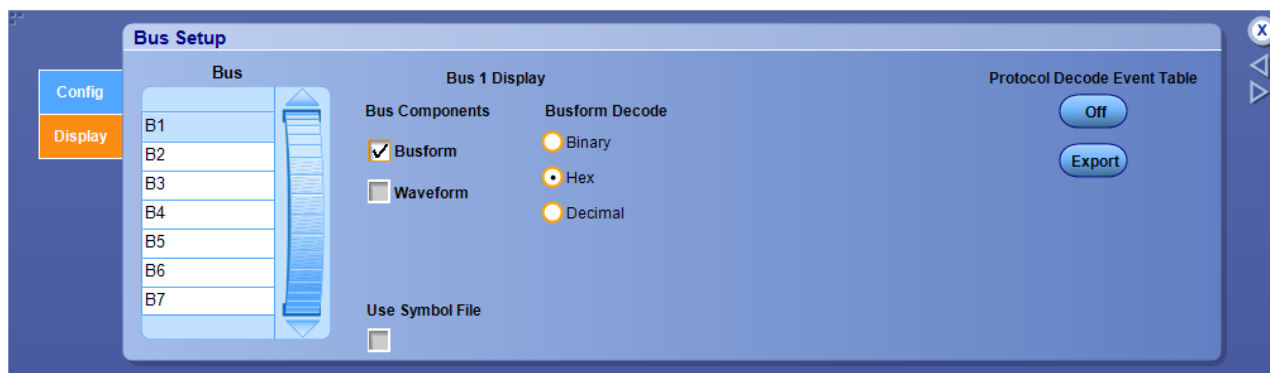 Bus Setup
X
Config
Display
Bus
B1
B2
B3
B4
B5
B6
B7
Bus 1 Display
Bus Components
Busform
Waveform
Busform Decode
Binary
Hex
Decimal
Use Symbol File
Protocol Decode Event Table
Off
Export